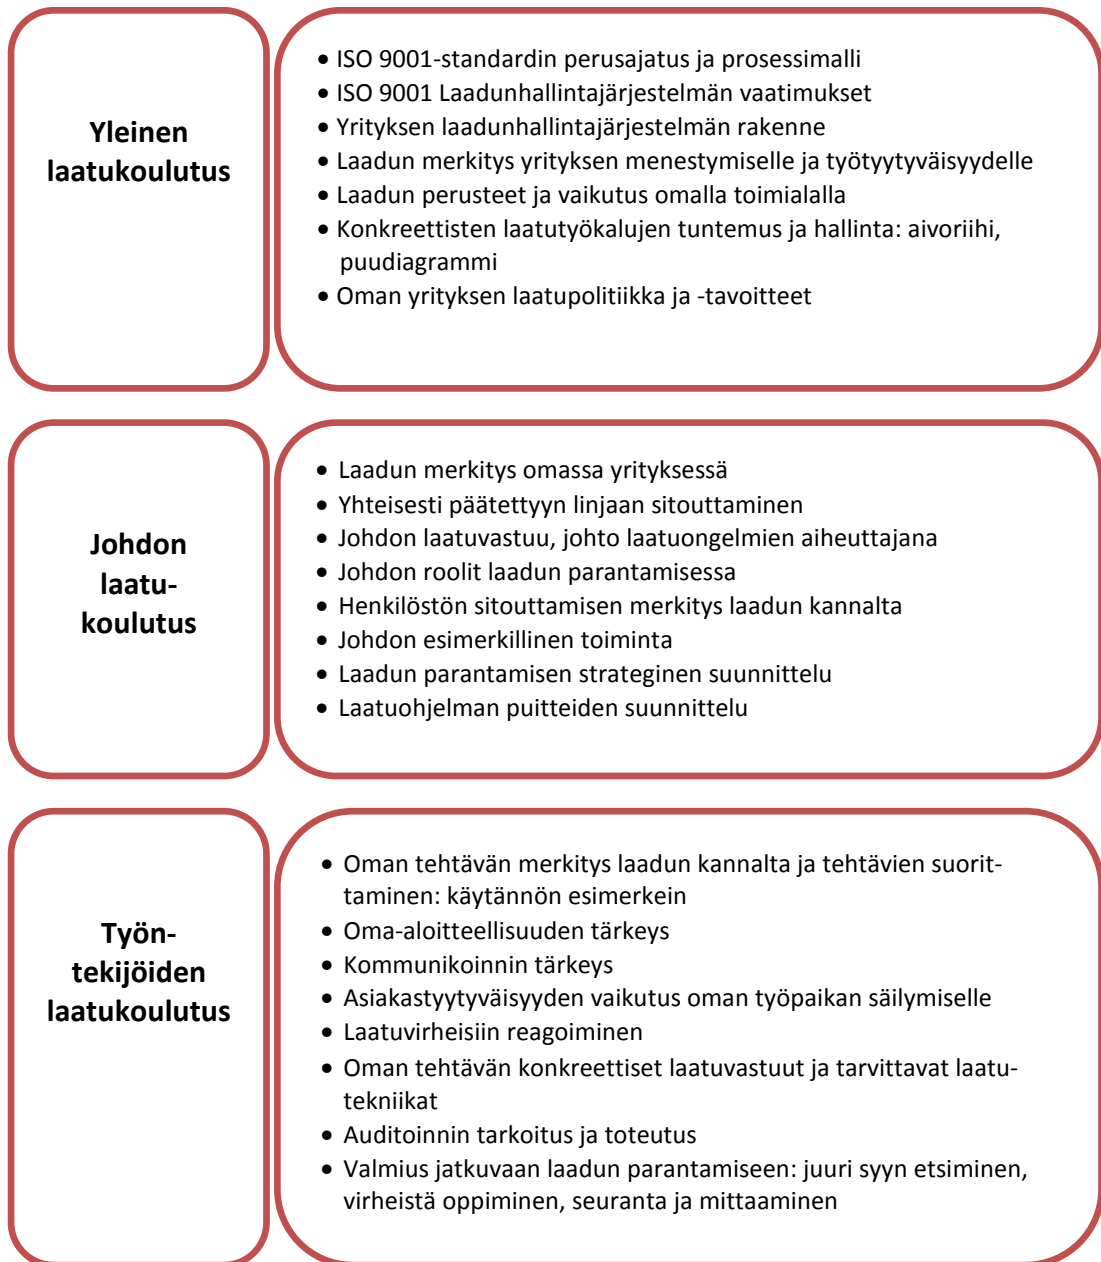 Yleinen
laatukoulutus
• ISO 9001-standardin perusajatus ja prosessimalli
• ISO 9001 Laadunhallintajärjestelmän vaatimukset
• Yrityksen laadunhallintajärjestelmän rakenne
• Laadun merkitys yrityksen menestymiselle ja työtyytyväisyydelle
• Laadun perusteet ja vaikutus omalla toimialalla
• Konkreettisten laatutyökalujen tuntemus ja hallinta: aivoriihi,
puudiagrammi
• Oman yrityksen laatupolitiikka ja -tavoitteet
Johdon
laatu-
koulutus
• Laadun merkitys omassa yrityksessä
• Yhteisesti päätettyyn linjaan sitouttaminen
• Johdon laatuvastuu, johto laatuongelmien aiheuttajana
• Johdon roolit laadun parantamisessa
• Henkilöstön sitouttamisen merkitys laadun kannalta
• Johdon esimerkillinen toiminta
• Laadun parantamisen strateginen suunnittelu
• Laatuohjelman puitteiden suunnittelu
Työn-
tekijöiden
laatukoulutus
• Oman tehtävän merkitys laadun kannalta ja tehtävien suorit-
taminen: käytännön esimerkein
• Oma-aloitteellisuuden tärkeys
• Kommunikoinnin tärkeys
• Asiakastyytyväisyyden vaikutus oman työpaikan säilymiselle
• Laatuvirheisiin reagoiminen
• Oman tehtävän konkreettiset laatuvastuut ja tarvittavat laatu-
tekniikat
• Auditoinnin tarkoitus ja toteutus
• Valmius jatkuvaan laadun parantamiseen: juuri syyn etsiminen,
virheistä oppiminen, seuranta ja mittaaminen